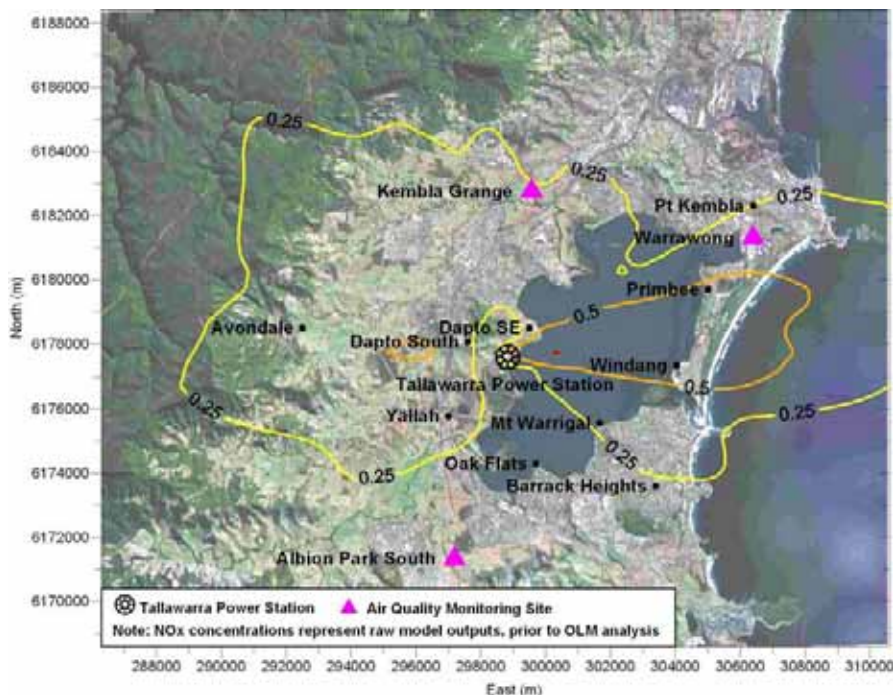 6188000
6186000
6184000
6182000
6180000
6178000
6176000
6174000
6172000
6170000
North (m)
0.25
0.25
Kembla Grange
Pt Kembla
0.25
Warrawong
Primbee
0.5
Avondale
Dapto SE
Dapto South
Windang
Tallawarra Power Station
0.5
0.25
Yallah
Mt Warrigal
0.25
0.25
Oak Flats
0.25
Barrack Heights
Albion Park South
Tallawarra Power Station
Air Quality Monitoring Site
Note: NOx concentrations represent raw model outputs, prior to OLM analysis
288000 290000 292000 294000 296000 298000 300000 302000 304000 306000 308000 310000
East (m)